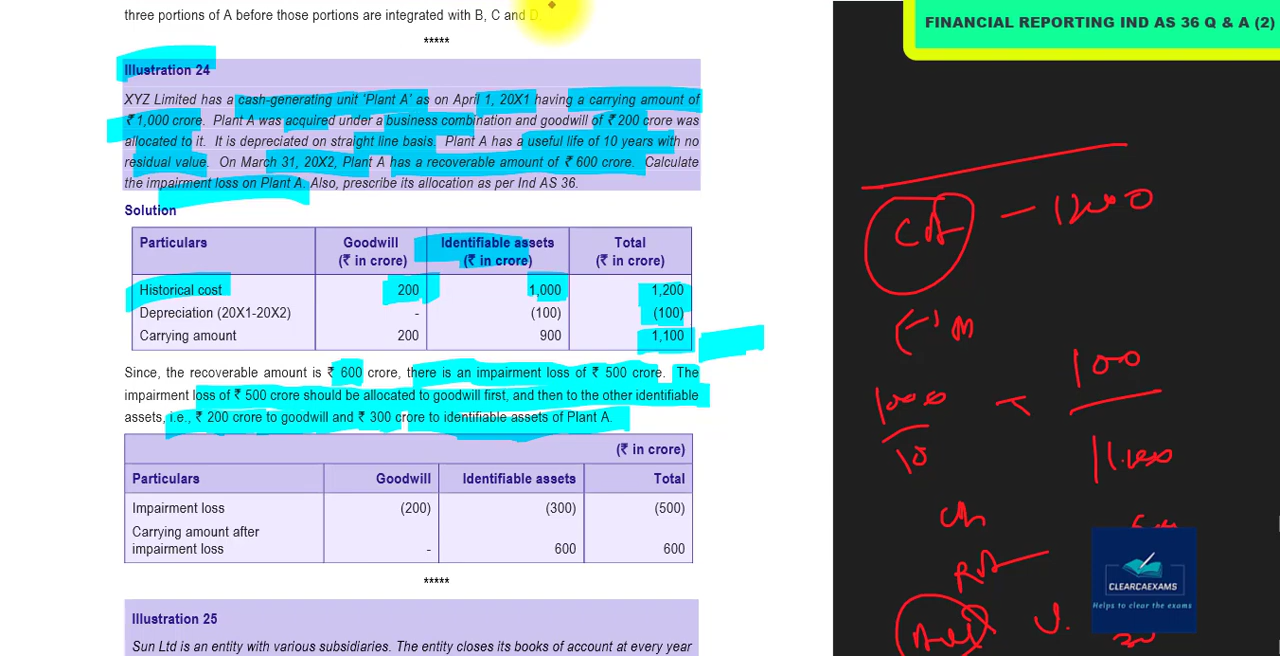 three portions of A before those portions are integrated with B, C and D.
*****
Illustration 24
XYZ Limited has a cash-generating unit 'Plant A' as on April 1, 20X1 having a carrying amount of
₹ 1,000 crore. Plant A was acquired under a business combination and goodwill of ₹ 200 crore was
allocated to it. It is depreciated on straight line basis. Plant A has a useful life of 10 years with no
residual value. On March 31, 20X2, Plant A has a recoverable amount of ₹ 600 crore. Calculate
the impairment loss on Plant A. Also, prescribe its allocation as per Ind AS 36.
Solution
Particulars Goodwill Identifiable assets Total
(₹ in crore) (₹ in crore) (₹ in crore)
Historical cost 200 1,000 1,200
Depreciation (20X1-20X2) - (100) (100)
Carrying amount 200 900 1,100
Since, the recoverable amount is ₹ 600 crore, there is an impairment loss of ₹ 500 crore. The
impairment loss of ₹ 500 crore should be allocated to goodwill first, and then to the other identifiable
assets, i.e., ₹ 200 crore to goodwill and ₹ 300 crore to identifiable assets of Plant A.
(₹ in crore)
Particulars Goodwill Identifiable assets Total
Impairment loss (200) (300) (500)
Carrying amount after
impairment loss - 600 600
*****
Illustration 25
Sun Ltd is an entity with various subsidiaries. The entity closes its books of account at every year
FINANCIAL REPORTING IND AS 36 Q & A (2)
CA - 1200
100
10
RA
CLEARCAEXAMS
Helps to clear the exams